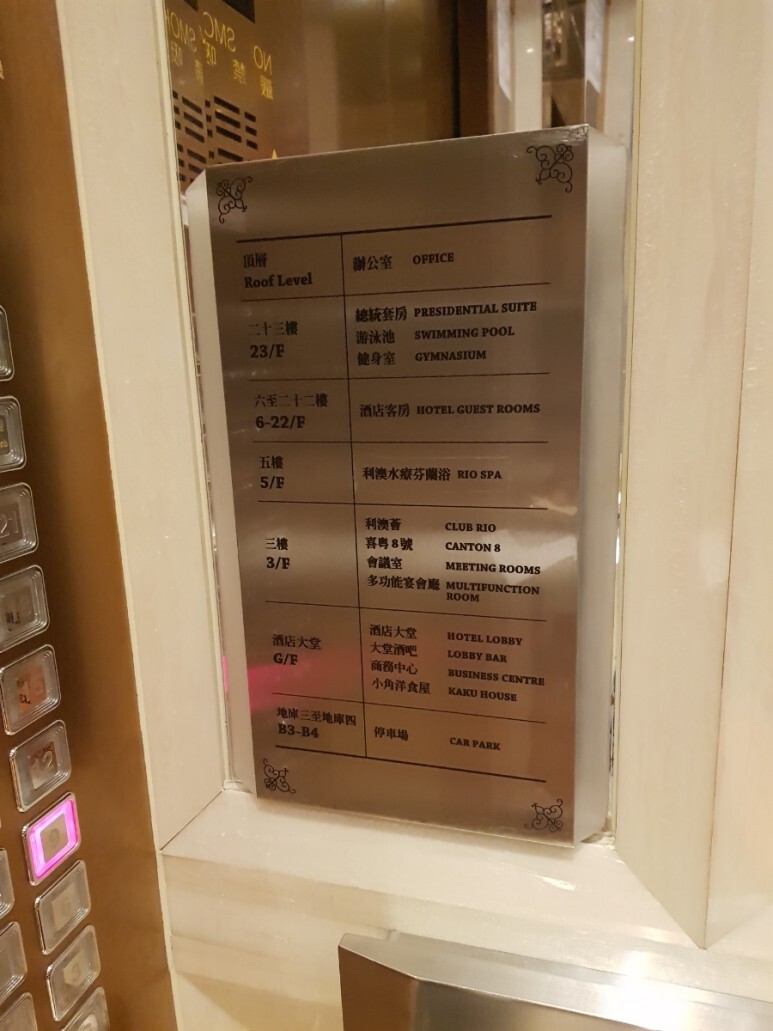 NO SMO
頂層
Roof Level
辦公室 OFFICE
二十三樓
23/F
總統套房 PRESIDENTIAL SUITE
游泳池 SWIMMING POOL
健身室 GYMNASIUM
六至二十二樓
6-22/F
酒店客房 HOTEL GUEST ROOMS
五樓
5/F
利澳水療芬蘭浴 RIO SPA
三樓
3/F
利澳薈 CLUB RIO
喜粵8號 CANTON 8
會議室 MEETING ROOMS
多功能宴會廳 MULTIFUNCTION
ROOM
酒店大堂
G/F
酒店大堂 HOTEL LOBBY
大堂酒吧 LOBBY BAR
商務中心 BUSINESS CENTRE
小角洋食屋 KAKU HOUSE
地庫三至地庫四
B3-B4
停車場 CAR PARK